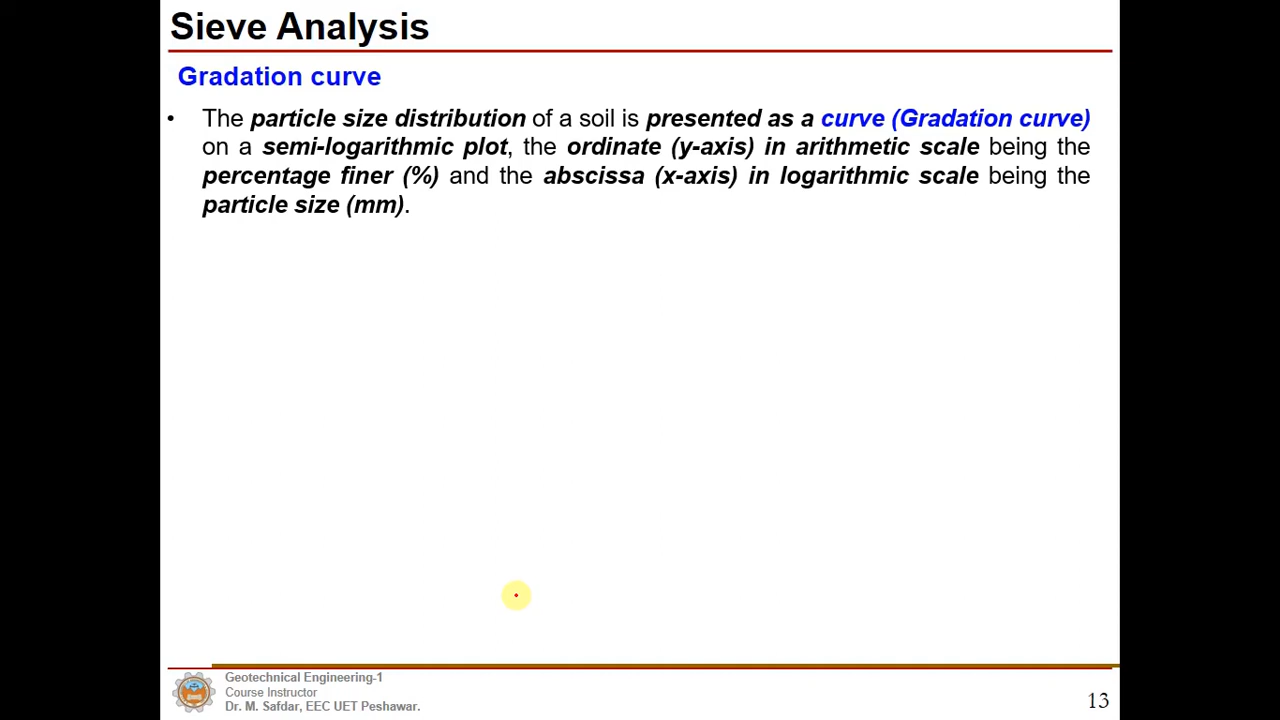 Sieve Analysis
Gradation curve
• The particle size distribution of a soil is presented as a curve (Gradation curve)
on a semi-logarithmic plot, the ordinate (y-axis) in arithmetic scale being the
percentage finer (%) and the abscissa (x-axis) in logarithmic scale being the
particle size (mm).
Geotechnical Engineering-1
Course Instructor
Dr. M. Safdar, EEC UET Peshawar.
13